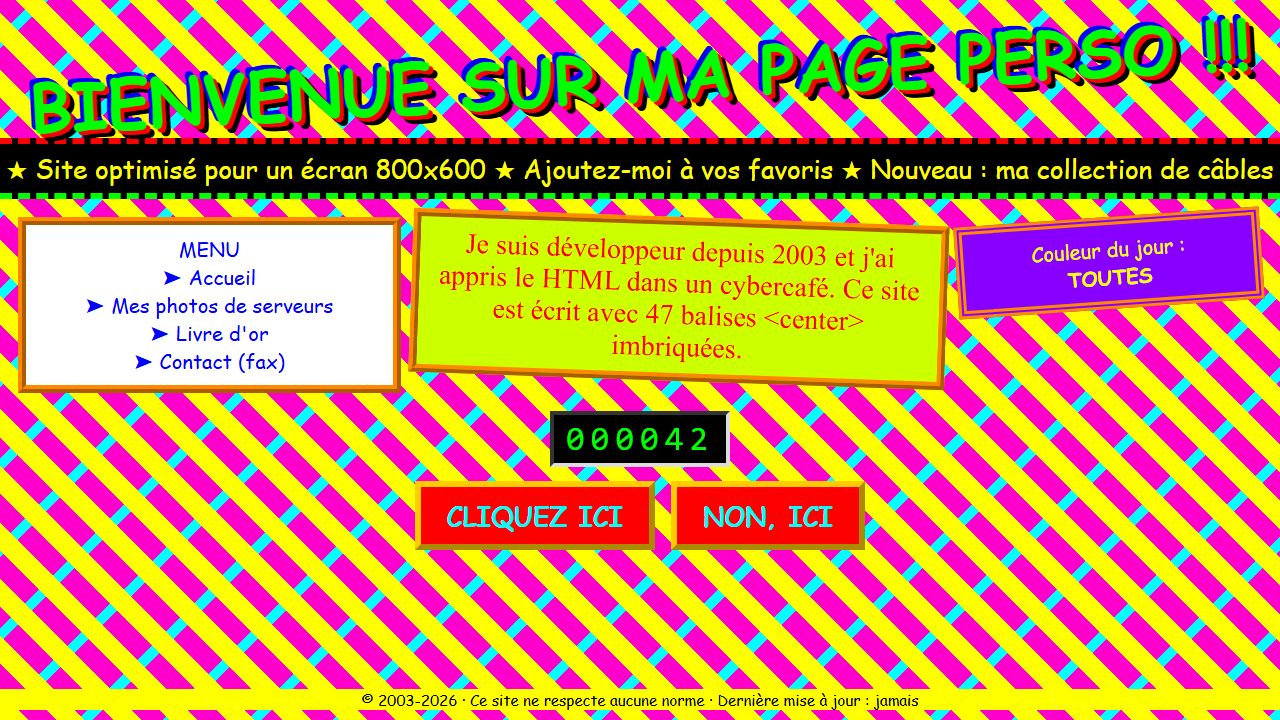 BIENVENUE SUR MA PAGE PERSO !!!
★ Site optimisé pour un écran 800x600 ★ Ajoutez-moi à vos favoris ★ Nouveau : ma collection de câbles
MENU
➤ Accueil
➤ Mes photos de serveurs
➤ Livre d'or
➤ Contact (fax)
Je suis développeur depuis 2003 et j'ai
appris le HTML dans un cybercafé. Ce site
est écrit avec 47 balises <center>
imbriquées.
Couleur du jour :
TOUTES
000042
CLIQUEZ ICI
NON, ICI
© 2003-2026 · Ce site ne respecte aucune norme · Dernière mise à jour : jamais